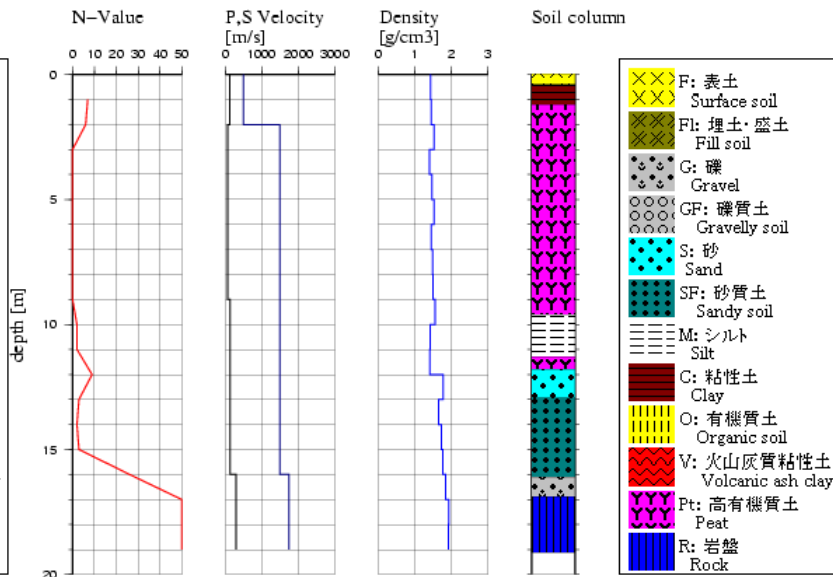 N-Value
P,S Velocity
[m/s]
Density
[g/cm3]
Soil column
0 10 20 30 40 50
0 1000 2000 3000
0 1 2 3
0
5
10
15
20
depth [m]
F: 表土
Surface soil
Fl: 埋土・盛土
Fill soil
G: 礫
Gravel
GF: 礫質土
Gravelly soil
S: 砂
Sand
SF: 砂質土
Sandy soil
M: シルト
Silt
C: 粘性土
Clay
O: 有機質土
Organic soil
V: 火山灰質粘性土
Volcanic ash clay
Pt: 高有機質土
Peat
R: 岩盤
Rock